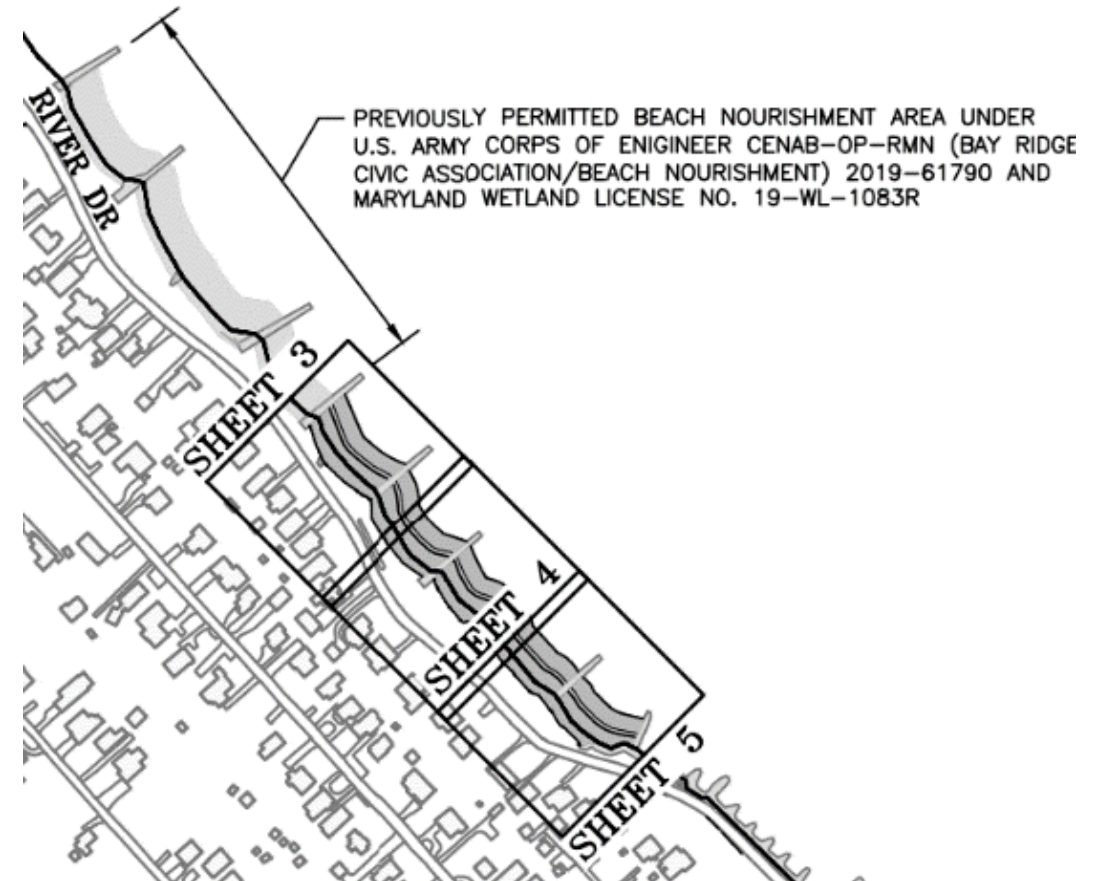 PREVIOUSLY PERMITTED BEACH NOURISHMENT AREA UNDER
U.S. ARMY CORPS OF ENIGINEER CENAB-OP-RMN (BAY RIDGE
CIVIC ASSOCIATION/BEACH NOURISHMENT) 2019-61790 AND
MARYLAND WETLAND LICENSE NO. 19-WL-1083R
RIVER DR
SHEET 3
SHEET 4
SHEET 5